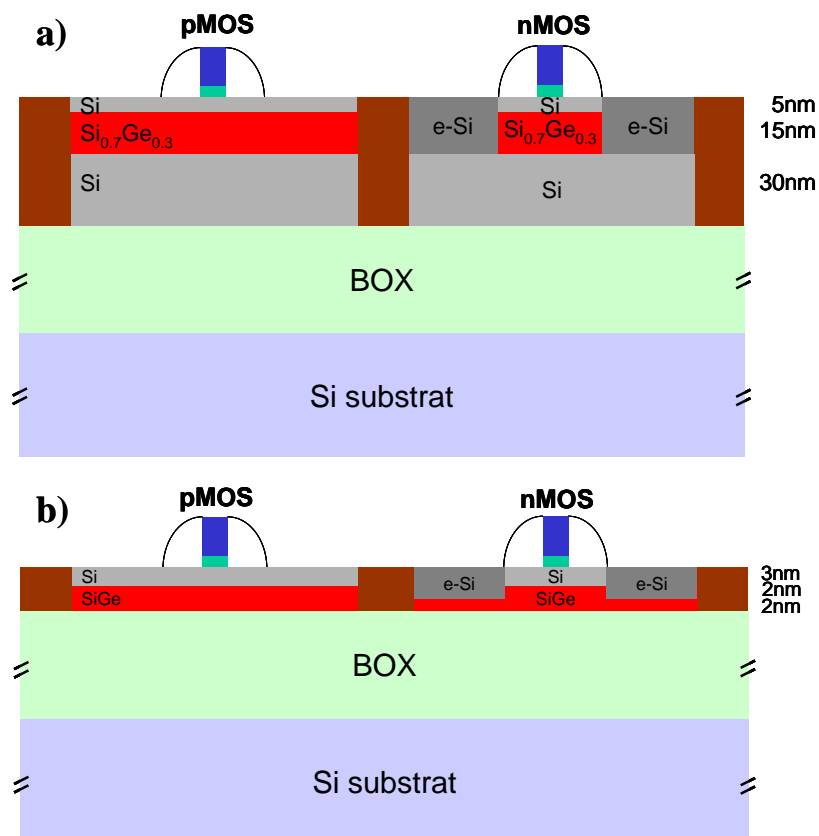 a)
pMOS
nMOS
Si
Si
5nm
Si0.7Ge0.3
e-Si
Si0.7Ge0.3
e-Si
15nm
Si
Si
30nm
BOX
Si substrat
b)
pMOS
nMOS
Si
e-Si
Si
e-Si
3nm
SiGe
SiGe
2nm
2nm
BOX
Si substrat